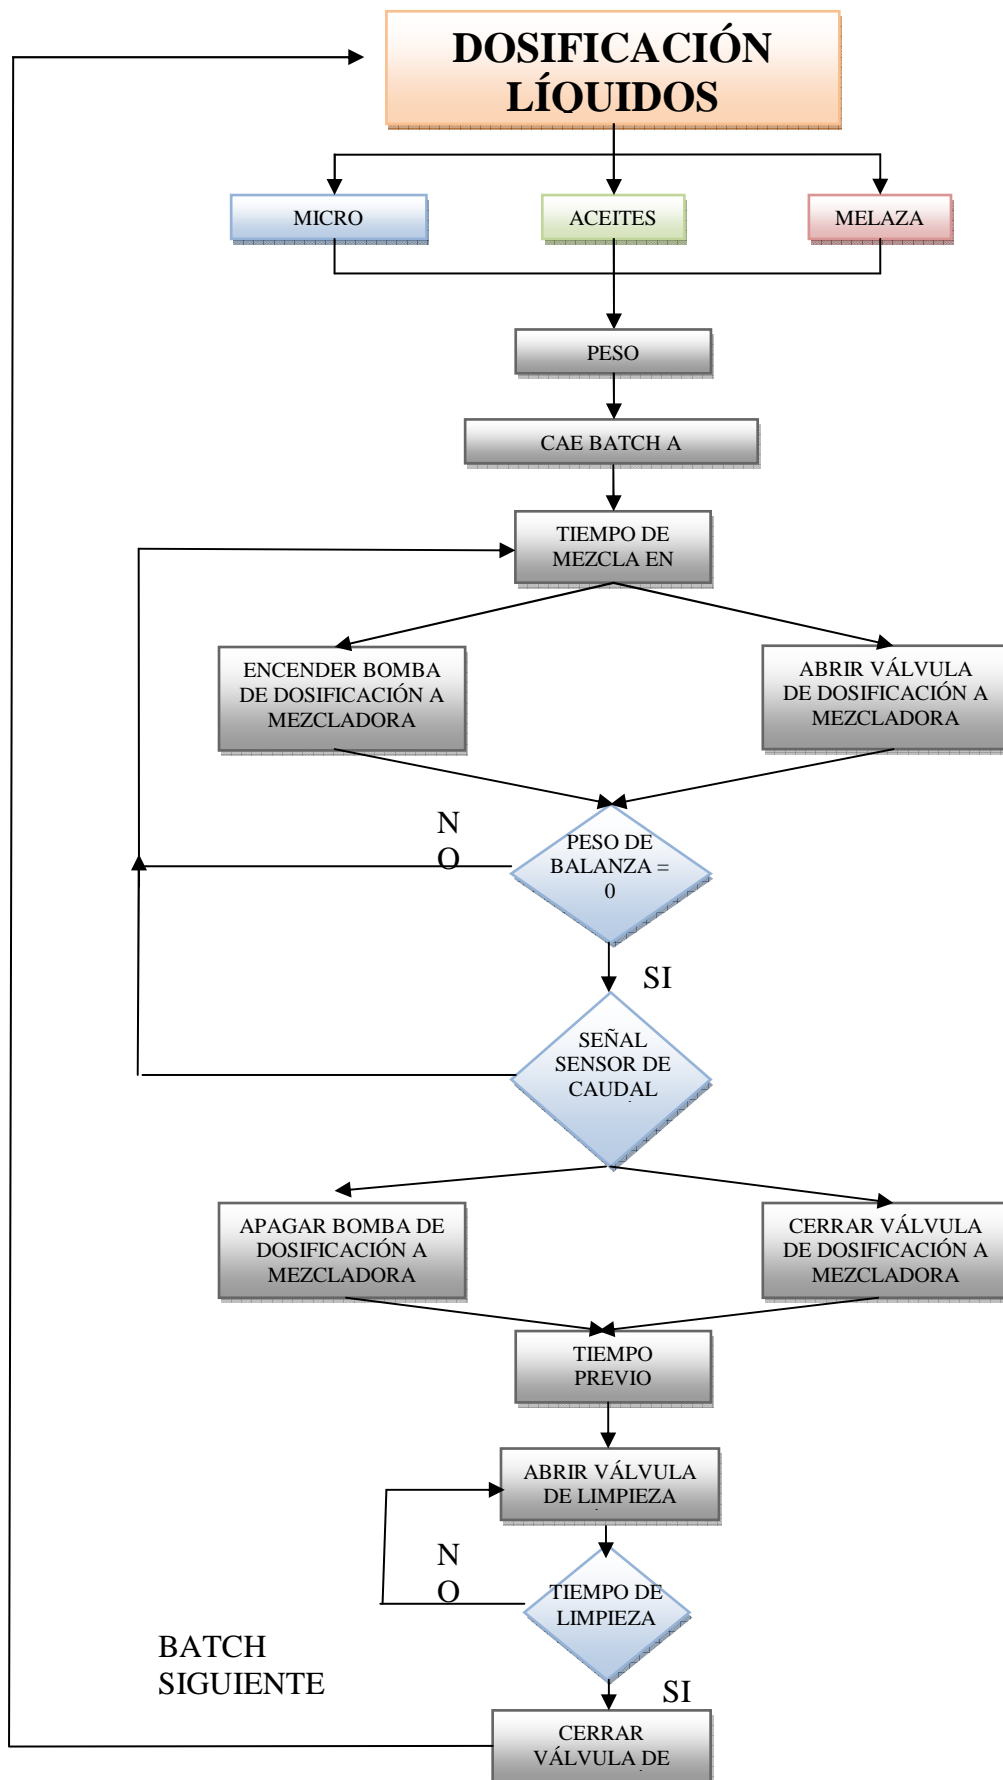 DOSIFICACIÓN
LÍQUIDOS
MICRO
ACEITES
MELAZA
PESO
CAE BATCH A
TIEMPO DE
MEZCLA EN
ENCENDER BOMBA
DE DOSIFICACIÓN A
MEZCLADORA
ABRIR VÁLVULA
DE DOSIFICACIÓN A
MEZCLADORA
N
O
PESO DE
BALANZA =
0
SI
SEÑAL
SENSOR DE
CAUDAL
APAGAR BOMBA DE
DOSIFICACIÓN A
MEZCLADORA
CERRAR VÁLVULA
DE DOSIFICACIÓN A
MEZCLADORA
TIEMPO
PREVIO
ABRIR VÁLVULA
DE LIMPIEZA
N
O
TIEMPO DE
LIMPIEZA
BATCH
SIGUIENTE
SI
CERRAR
VÁLVULA DE